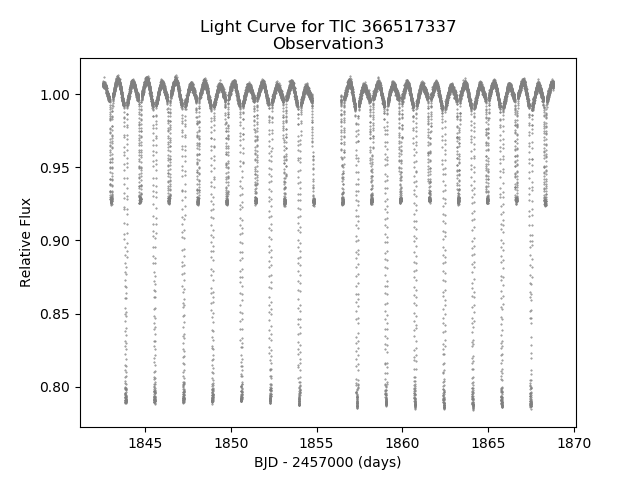 Light Curve for TIC 366517337
Observation3
1.00
0.95
0.90
0.85
0.80
Relative Flux
1845
1850
1855
1860
1865
1870
BJD - 2457000 (days)